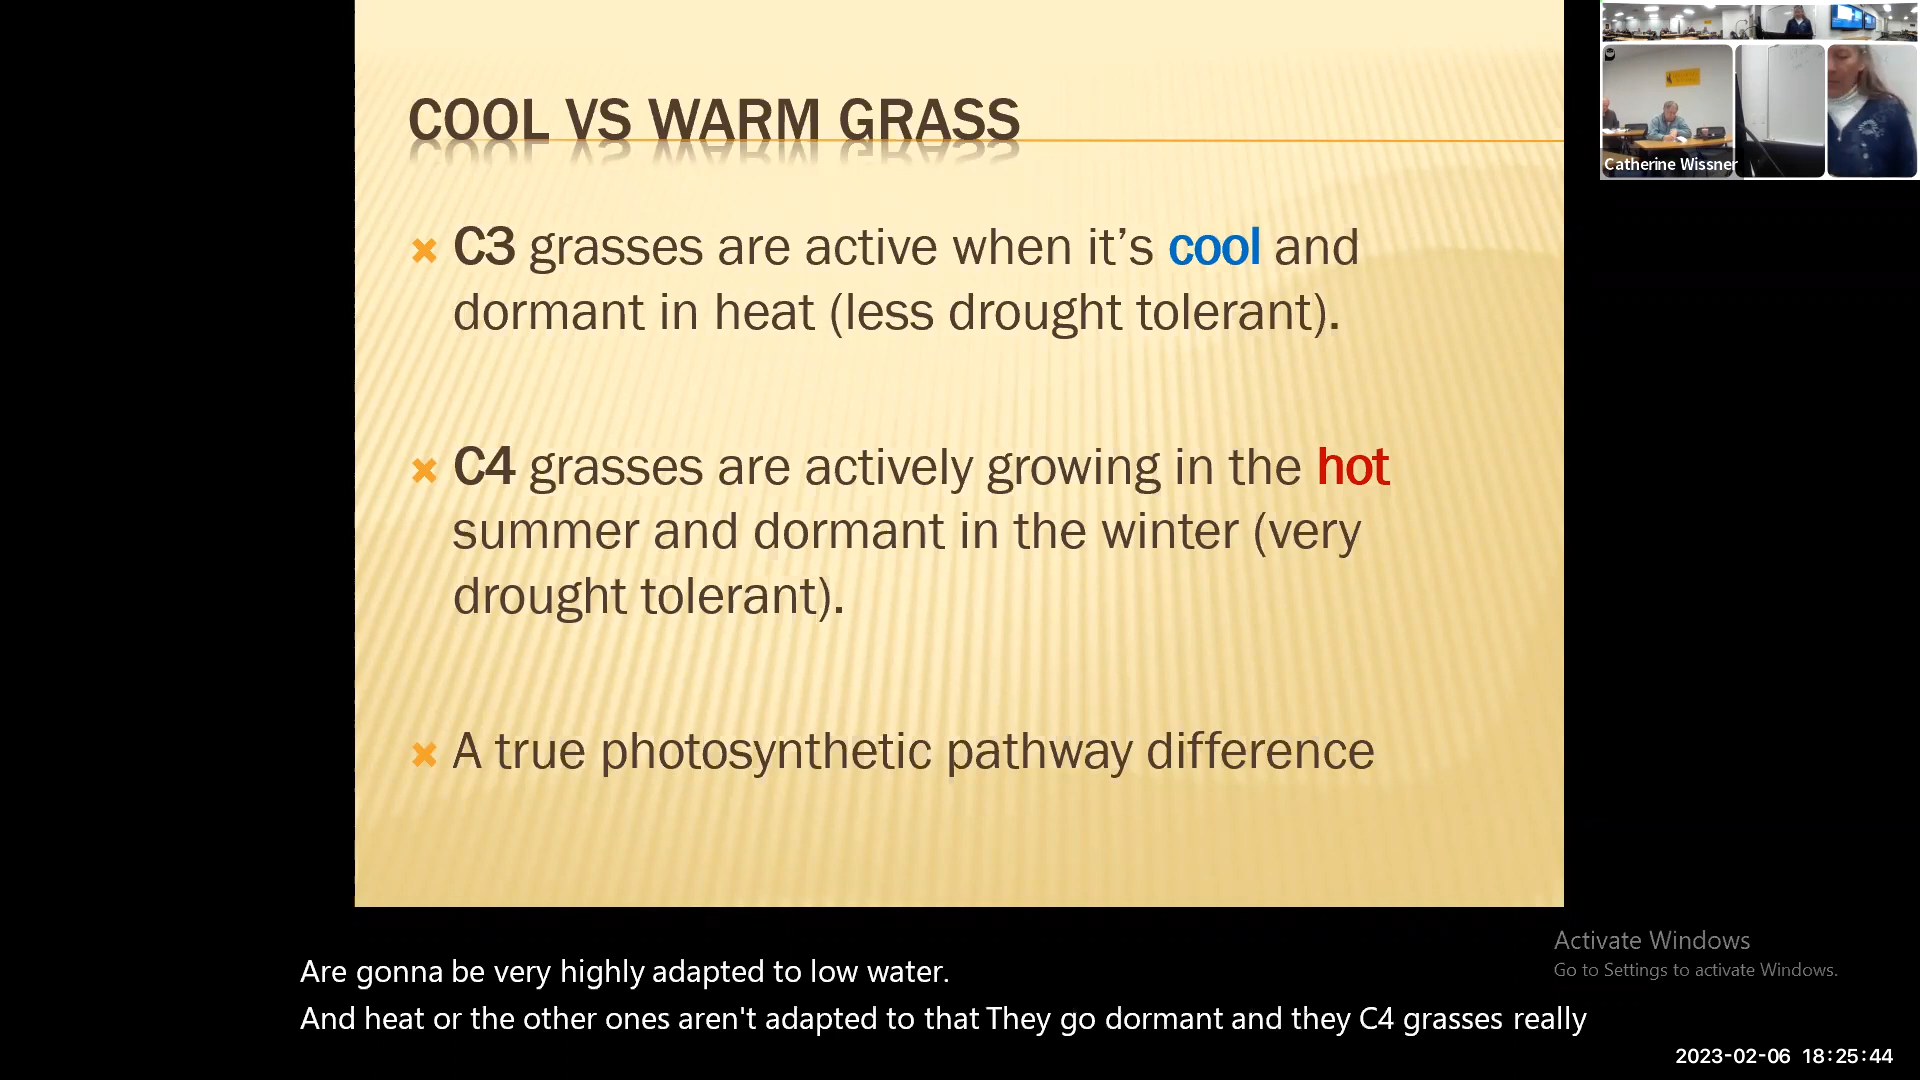 COOL VS WARM GRASS
C3 grasses are active when it’s cool and
dormant in heat (less drought tolerant).
C4 grasses are actively growing in the hot
summer and dormant in the winter (very
drought tolerant).
A true photosynthetic pathway difference
Catherine Wissner
Activate Windows
Go to Settings to activate Windows.
Are gonna be very highly adapted to low water.
And heat or the other ones aren't adapted to that They go dormant and they C4 grasses really
2023-02-06 18:25:44